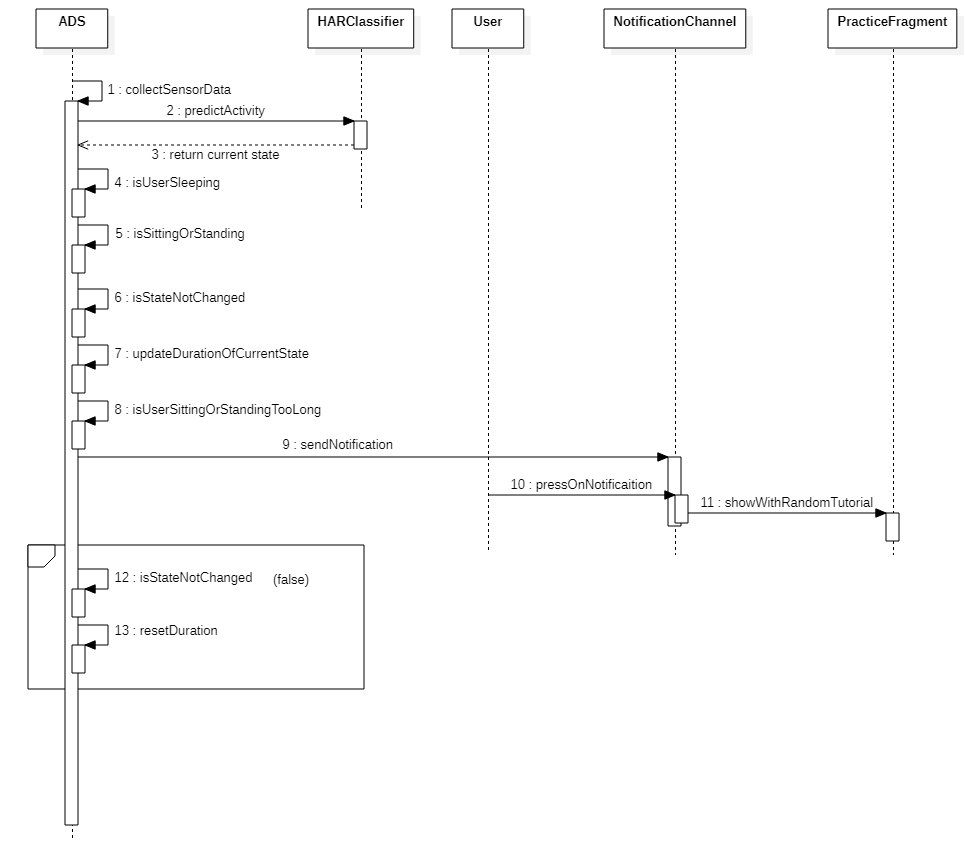 ADS
HARClassifier
User
NotificationChannel
PracticeFragment
1 : collectSensorData
2 : predictActivity
3 : return current state
4 : isUserSleeping
5 : isSittingOrStanding
6 : isStateNotChanged
7 : updateDurationOfCurrentState
8 : isUserSittingOrStandingTooLong
9 : sendNotification
10 : pressOnNotificaition
11 : showWithRandomTutorial
12 : isStateNotChanged (false)
13 : resetDuration